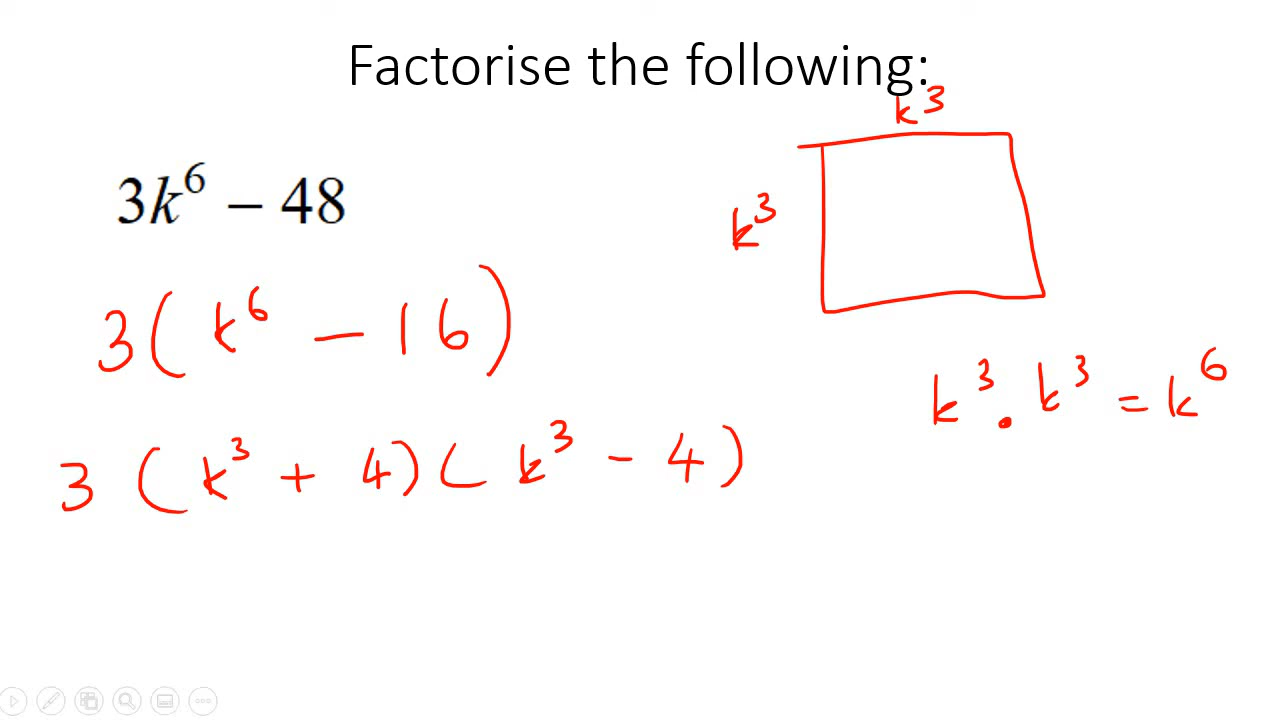 Factorise the following:
3k⁶ − 48
k³
k³
3(k⁶ − 16)
k³ . k³ = k⁶
3 (k³ + 4)(k³ − 4)